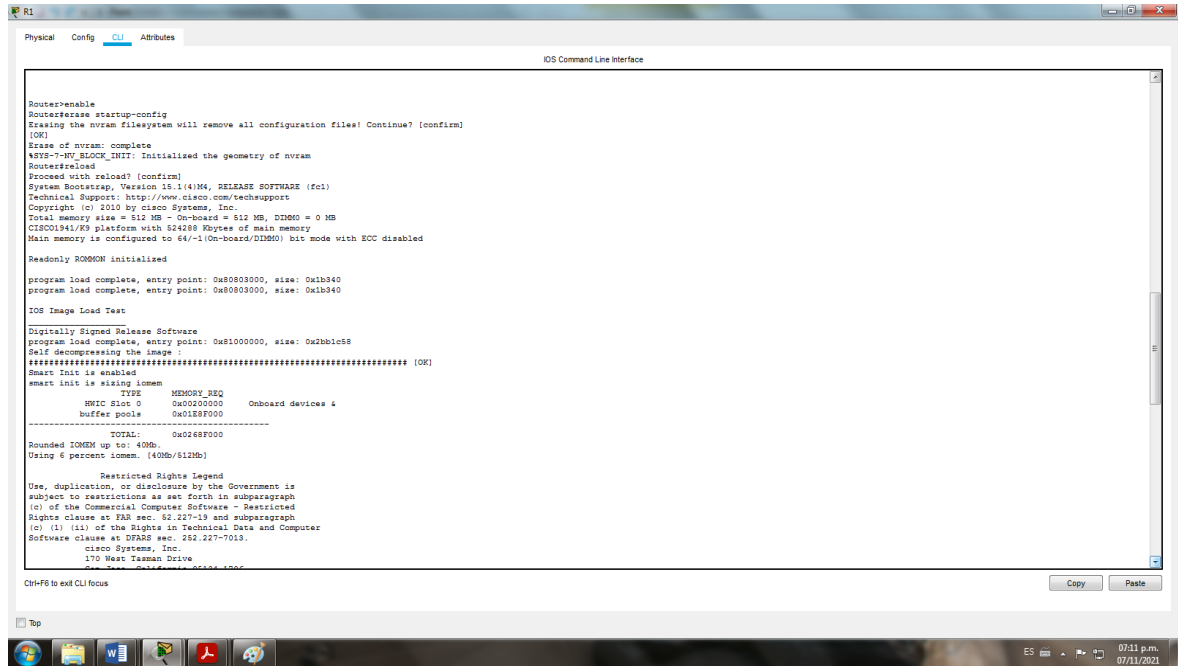 R1
Physical Config CLI Attributes
IOS Command Line Interface
Router>enable
Router#erase startup-config
Erasing the nvram filesystem will remove all configuration files! Continue? [confirm]
[OK]
Erase of nvram: complete
%SYS-7-NV_BLOCK_INIT: Initialized the geometry of nvram
Router#reload
Proceed with reload? [confirm]
System Bootstrap, Version 15.1(4)M4, RELEASE SOFTWARE (fc1)
Technical Support: http://www.cisco.com/techsupport
Copyright (c) 2010 by cisco Systems, Inc.
Total memory size = 512 MB - On-board = 512 MB, DIMM0 = 0 MB
CISCO1941/K9 platform with 524288 Kbytes of main memory
Main memory is configured to 64/-1(On-board/DIMM0) bit mode with ECC disabled
Readonly ROMMON initialized
program load complete, entry point: 0x80803000, size: 0x1b340
program load complete, entry point: 0x80803000, size: 0x1b340
IOS Image Load Test
___________________
Digitally Signed Release Software
program load complete, entry point: 0x81000000, size: 0x2bb1c58
Self decompressing the image :
########################################################################## [OK]
Smart Init is enabled
smart init is sizing iomem
TYPE MEMORY_REQ
HWIC Slot 0 0x00200000 Onboard devices &
buffer pools 0x01E8F000
-----------------------------------------------
TOTAL: 0x0268F000
Rounded IOMEM up to: 40Mb.
Using 6 percent iomem. [40Mb/512Mb]
Restricted Rights Legend
Use, duplication, or disclosure by the Government is
subject to restrictions as set forth in subparagraph
(c) of the Commercial Computer Software - Restricted
Rights clause at FAR sec. 52.227-19 and subparagraph
(c) (1) (ii) of the Rights in Technical Data and Computer
Software clause at DFARS sec. 252.227-7013.
cisco Systems, Inc.
170 West Tasman Drive
Ctrl+F6 to exit CLI focus
Copy Paste
Top
ES
07:11 p.m.
07/11/2021